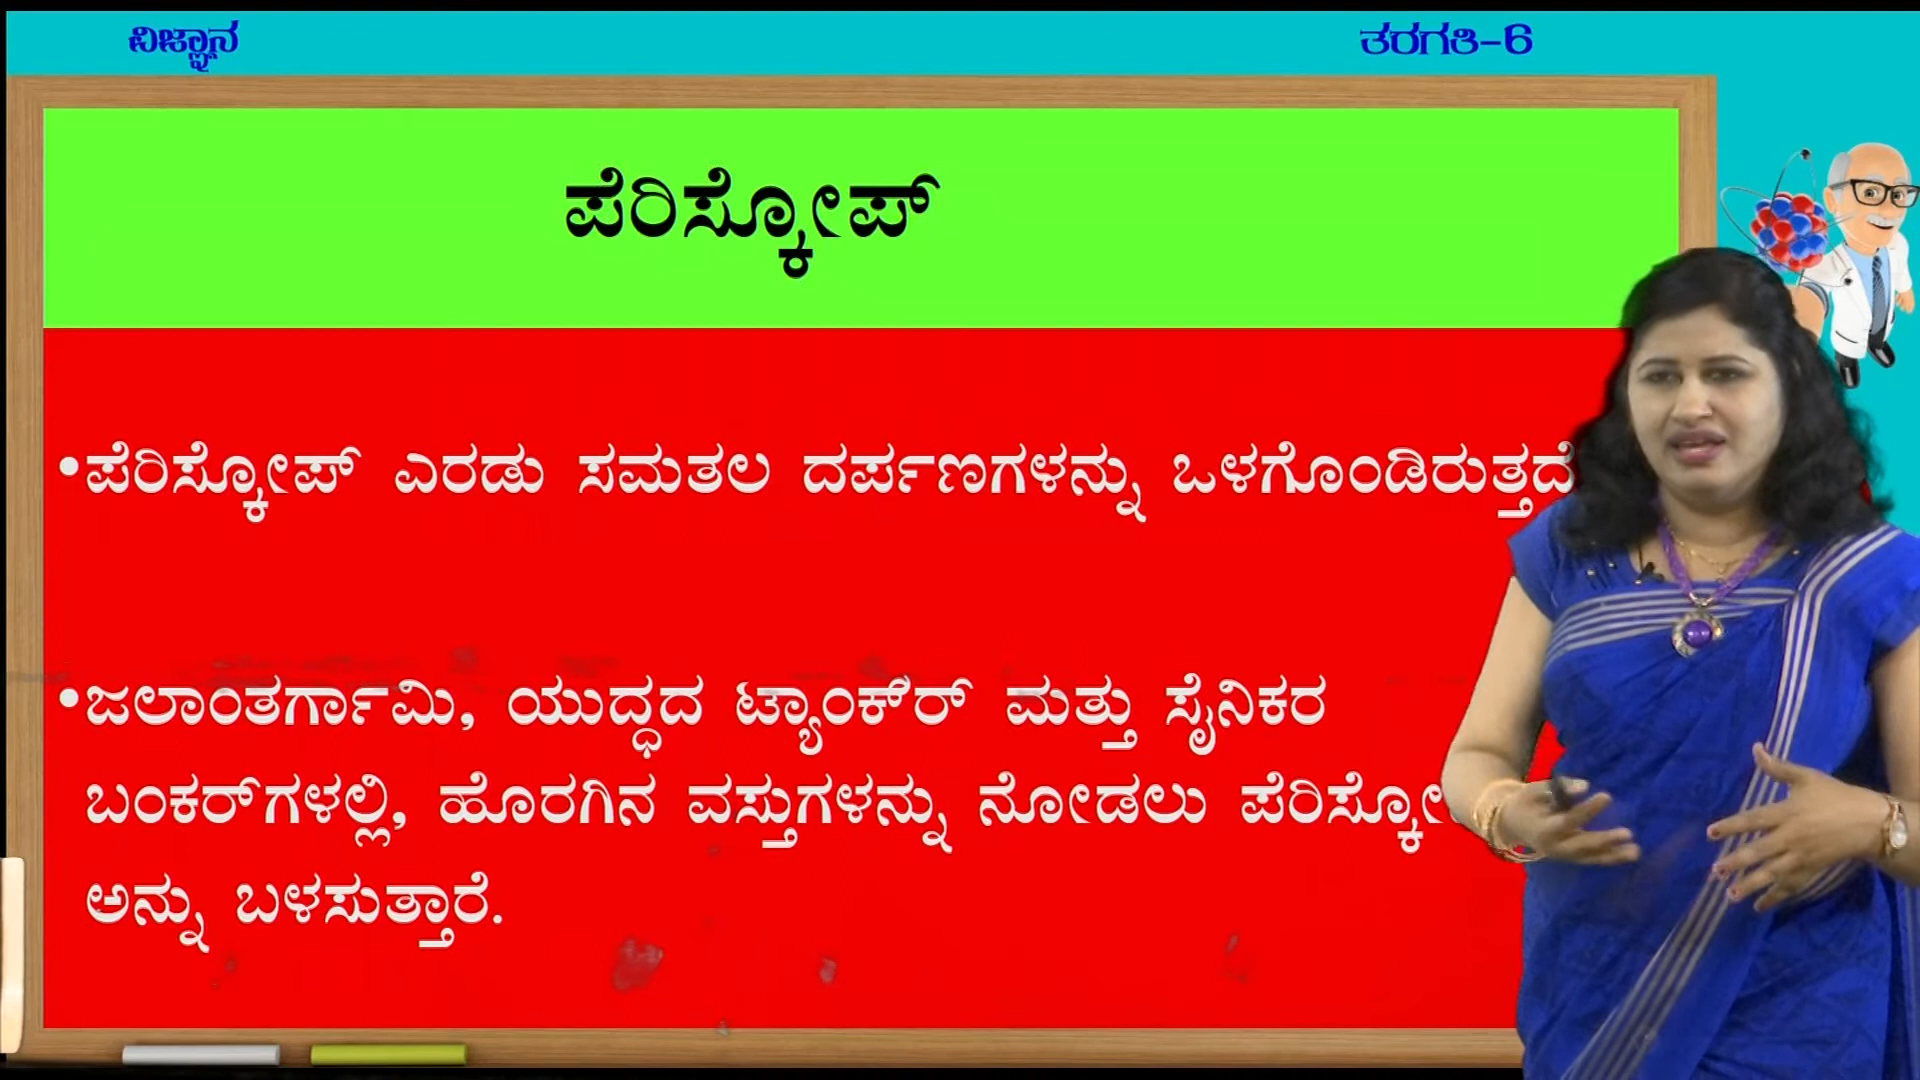 ವಿಜ್ಞಾನ
ತರಗತಿ-6
ಪೆರಿಸ್ಕೋಪ್
•ಪೆರಿಸ್ಕೋಪ್ ಎರಡು ಸಮತಲ ದರ್ಪಣಗಳನ್ನು ಒಳಗೊಂಡಿರುತ್ತದೆ
•ಜಲಾಂತರ್ಗಾಮಿ, ಯುದ್ಧದ ಟ್ಯಾಂಕ್‌ರ್ ಮತ್ತು ಸೈನಿಕರ
ಬಂಕರ್‌ಗಳಲ್ಲಿ, ಹೊರಗಿನ ವಸ್ತುಗಳನ್ನು ನೋಡಲು
ಅನ್ನು ಬಳಸುತ್ತಾರೆ.